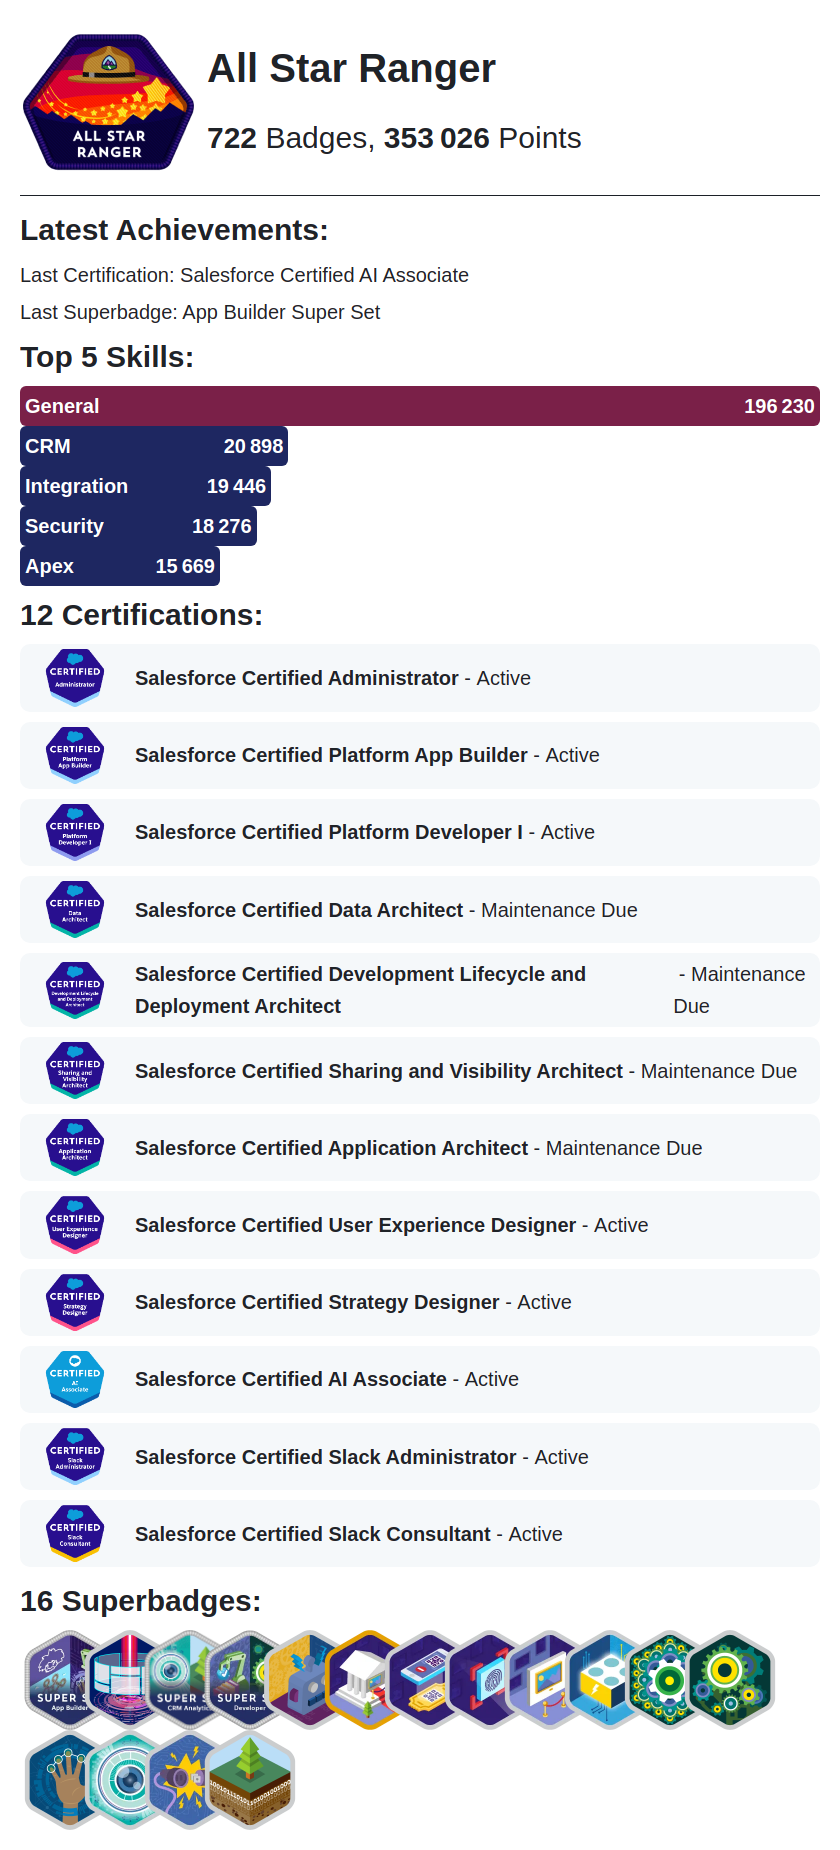 ALL STAR
RANGER
All Star Ranger
722 Badges, 353 026 Points
Latest Achievements:
Last Certification: Salesforce Certified AI Associate
Last Superbadge: App Builder Super Set
Top 5 Skills:
General 196 230
CRM 20 898
Integration 19 446
Security 18 276
Apex 15 669
12 Certifications:
CERTIFIED
Administrator
Salesforce Certified Administrator - Active
CERTIFIED
Platform
App Builder
Salesforce Certified Platform App Builder - Active
CERTIFIED
Platform
Developer I
Salesforce Certified Platform Developer I - Active
CERTIFIED
Data
Architect
Salesforce Certified Data Architect - Maintenance Due
CERTIFIED
Development Lifecycle
and Deployment
Architect
Salesforce Certified Development Lifecycle and - Maintenance
Deployment Architect Due
CERTIFIED
Sharing and
Visibility
Architect
Salesforce Certified Sharing and Visibility Architect - Maintenance Due
CERTIFIED
Application
Architect
Salesforce Certified Application Architect - Maintenance Due
CERTIFIED
User Experience
Designer
Salesforce Certified User Experience Designer - Active
CERTIFIED
Strategy
Designer
Salesforce Certified Strategy Designer - Active
CERTIFIED
AI
Associate
Salesforce Certified AI Associate - Active
CERTIFIED
Slack
Administrator
Salesforce Certified Slack Administrator - Active
CERTIFIED
Slack
Consultant
Salesforce Certified Slack Consultant - Active
16 Superbadges:
SUPER S
App Builder
SUPER S
CRM Analytic
SUPER S
Developer